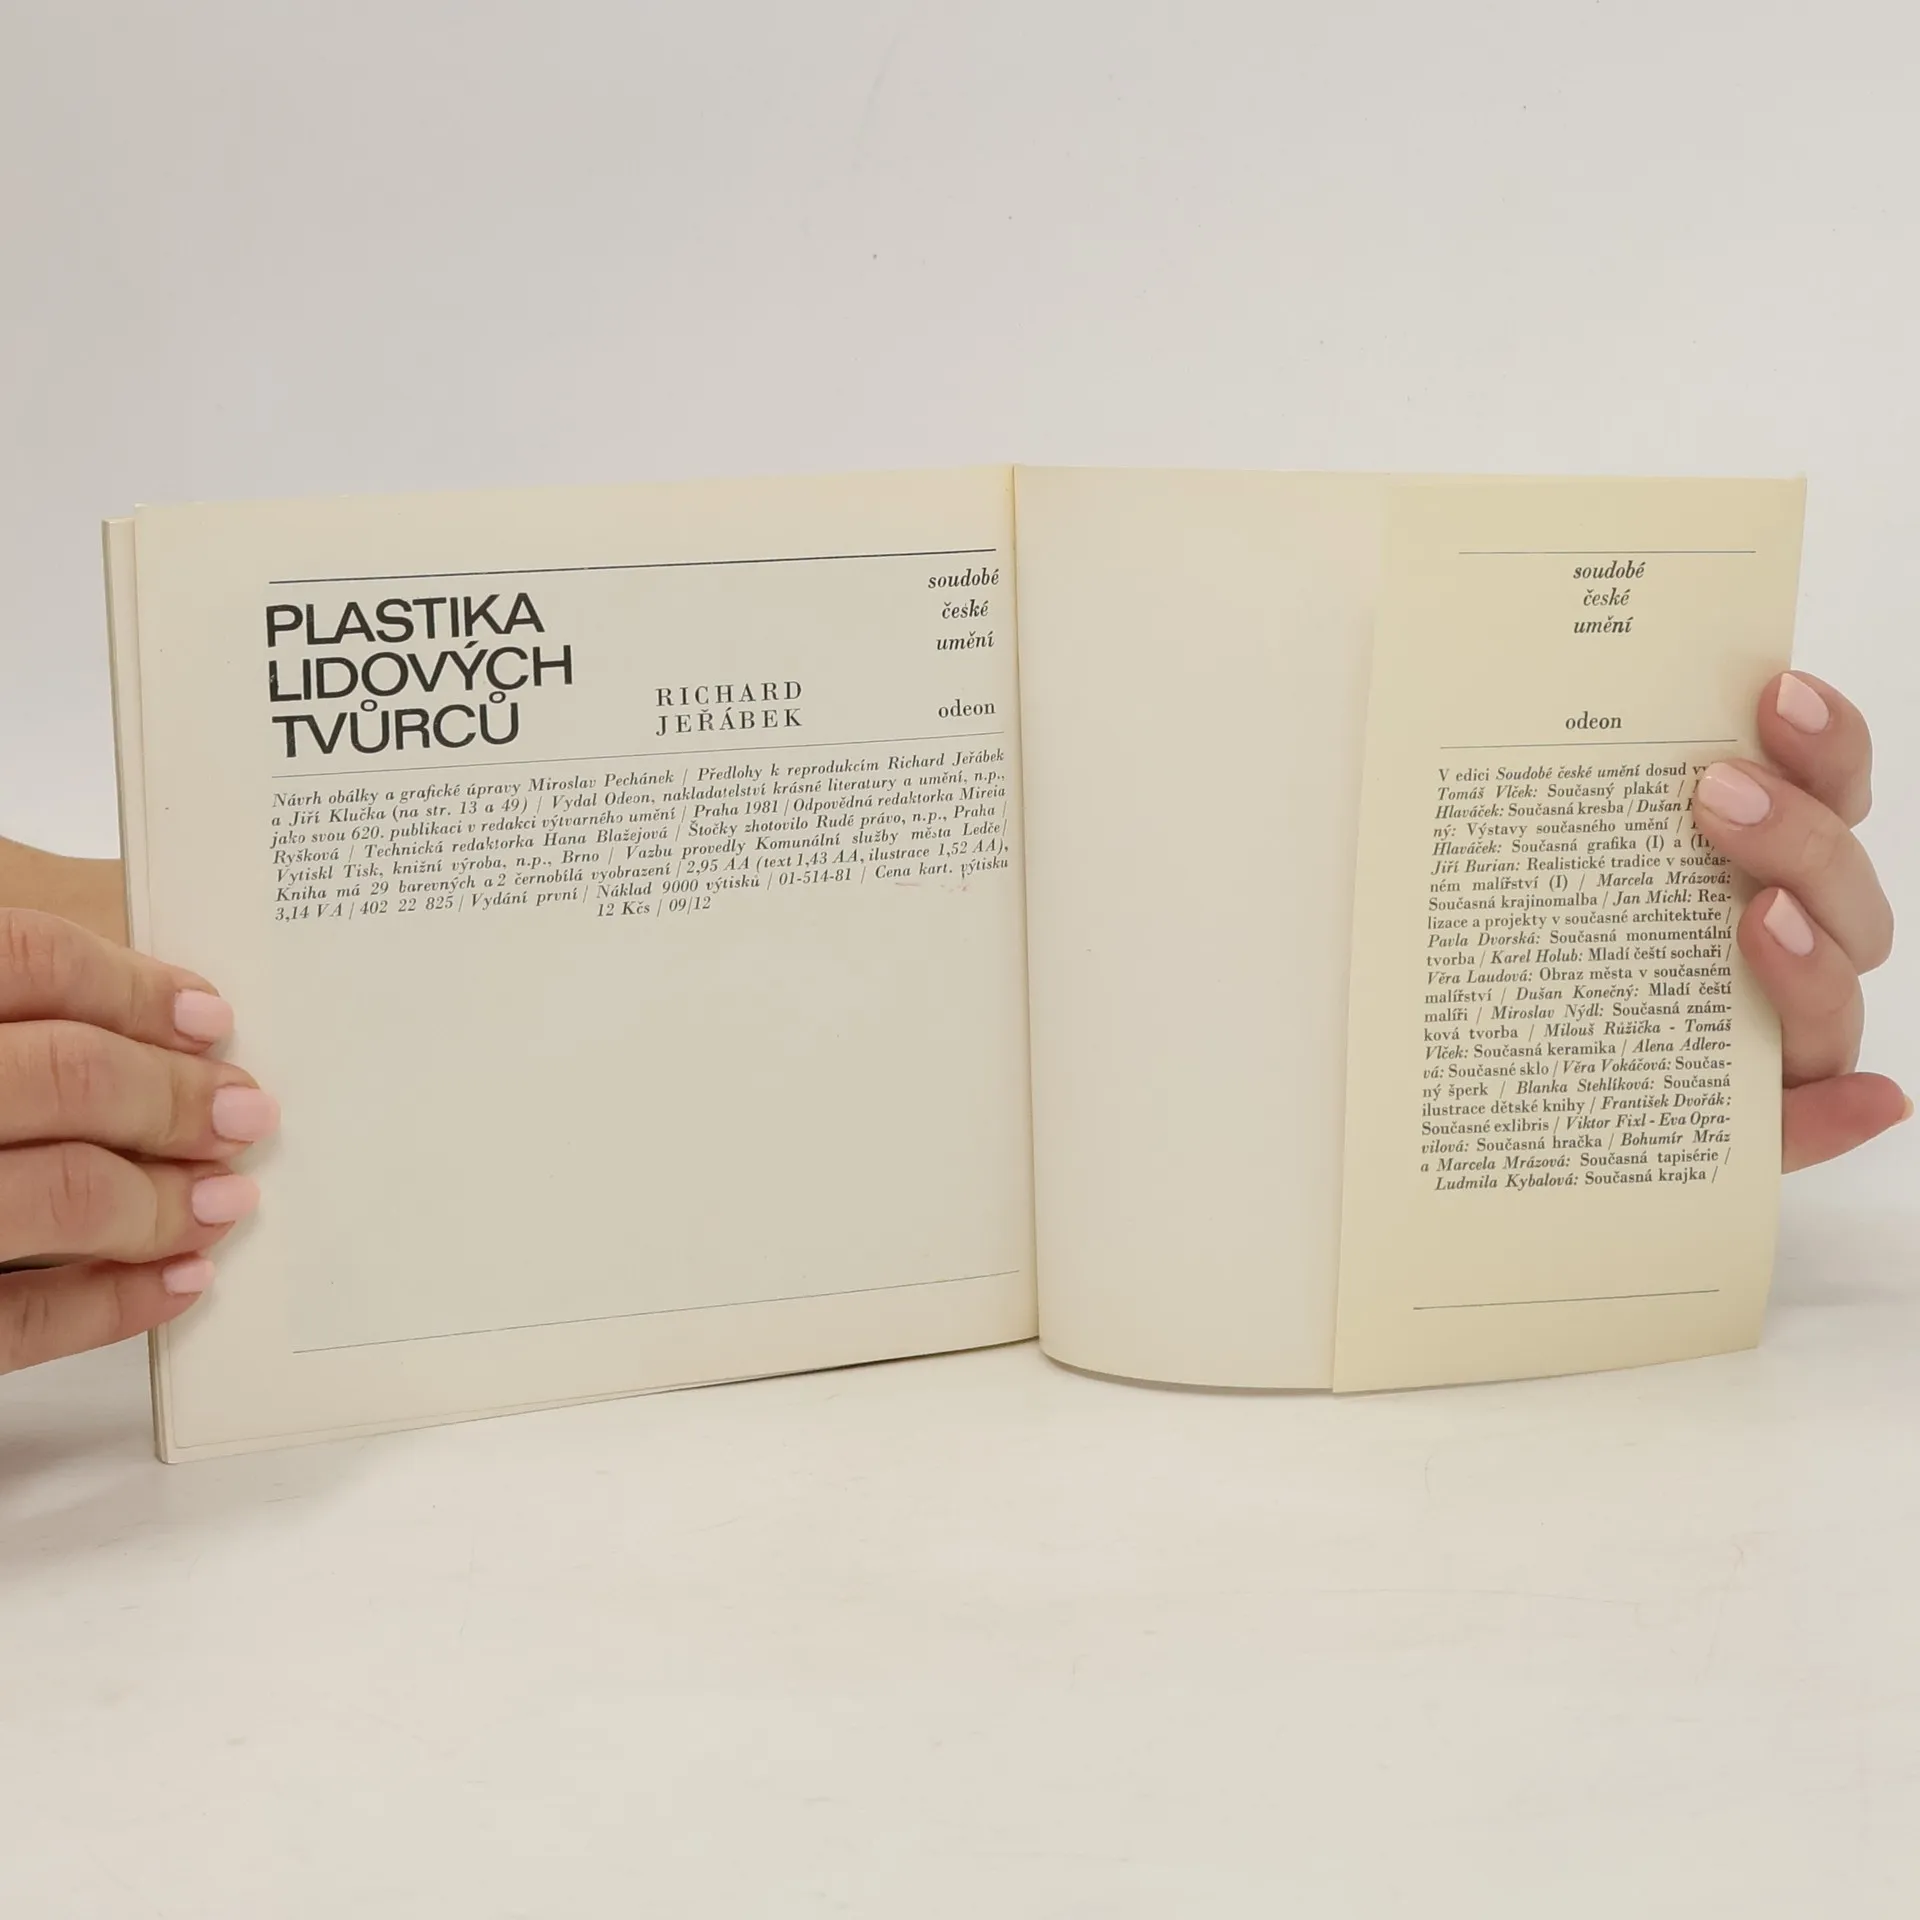 PLASTIKA
LIDOVÝCH
TVŮRCŮ
RICHARD
JEŘÁBEK
soudobé
české
umění
odeon
Návrh obálky a grafické úpravy Miroslav Pechánek / Předlohy k reprodukcím Richard Jeřábek
a Jiří Klučka (na str. 13 a 49) / Vydal Odeon, nakladatelství krásné literatury a umění, n.p.,
jako svou 620. publikaci v redakci výtvarného umění / Praha 1981 / Odpovědná redaktorka Mireia
Ryšková / Technická redaktorka Hana Blažejová / Štočky zhotovilo Rudé právo, n.p., Praha /
Vytiskl Tisk, knižní výroba, n.p., Brno / Vazbu provedly Komunální služby města Ledče/
Kniha má 29 barevných a 2 černobílá vyobrazení / 2,95 AA (text 1,43 AA, ilustrace 1,52 AA),
3,14 VA / 402 22 825 / Vydání první / Náklad 9000 výtisků / 01-514-81 / Cena kart. výtisku
12 Kčs / 09/12
soudobé
české
umění
odeon
V edici Soudobé české umění dosud
Tomáš Vlček: Současný plakát /
Hlaváček: Současná kresba / Dušan
ný: Výstavy současného umění /
Hlaváček: Současná grafika (I) a
Jiří Burian: Realistické tradice v součas-
ném malířství (I) / Marcela Mrázová:
Současná krajinomalba / Jan Michl: Rea-
lizace a projekty v současné architektuře /
Pavla Dvorská: Současná monumentální
tvorba / Karel Holub: Mladí čeští sochaři /
Věra Laudová: Obraz města v současném
malířství / Dušan Konečný: Mladí čeští
malíři / Miroslav Nýdl: Současná znám-
ková tvorba / Milouš Růžička - Tomáš
Vlček: Současná keramika / Alena Adlero-
vá: Současné sklo / Věra Vokáčová: Součas-
ný šperk / Blanka Stehlíková: Současná
ilustrace dětské knihy / František Dvořák:
Současné exlibris / Viktor Fixl - Eva Opra-
vilová: Současná hračka / Bohumír Mráz
a Marcela Mrázová: Současná tapisérie /
Ludmila Kybalová: Současná krajka /